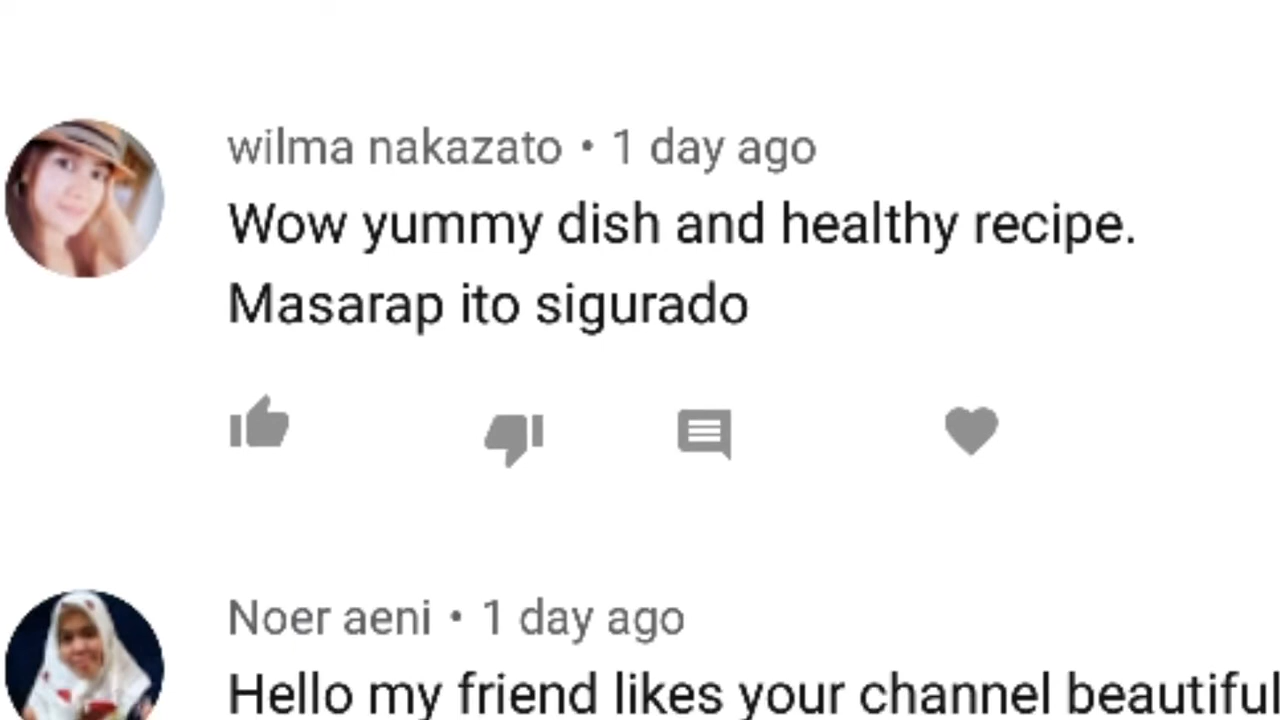 wilma nakazato • 1 day ago
Wow yummy dish and healthy recipe.
Masarap ito sigurado
Noer aeni • 1 day ago
Hello my friend likes your channel beautiful